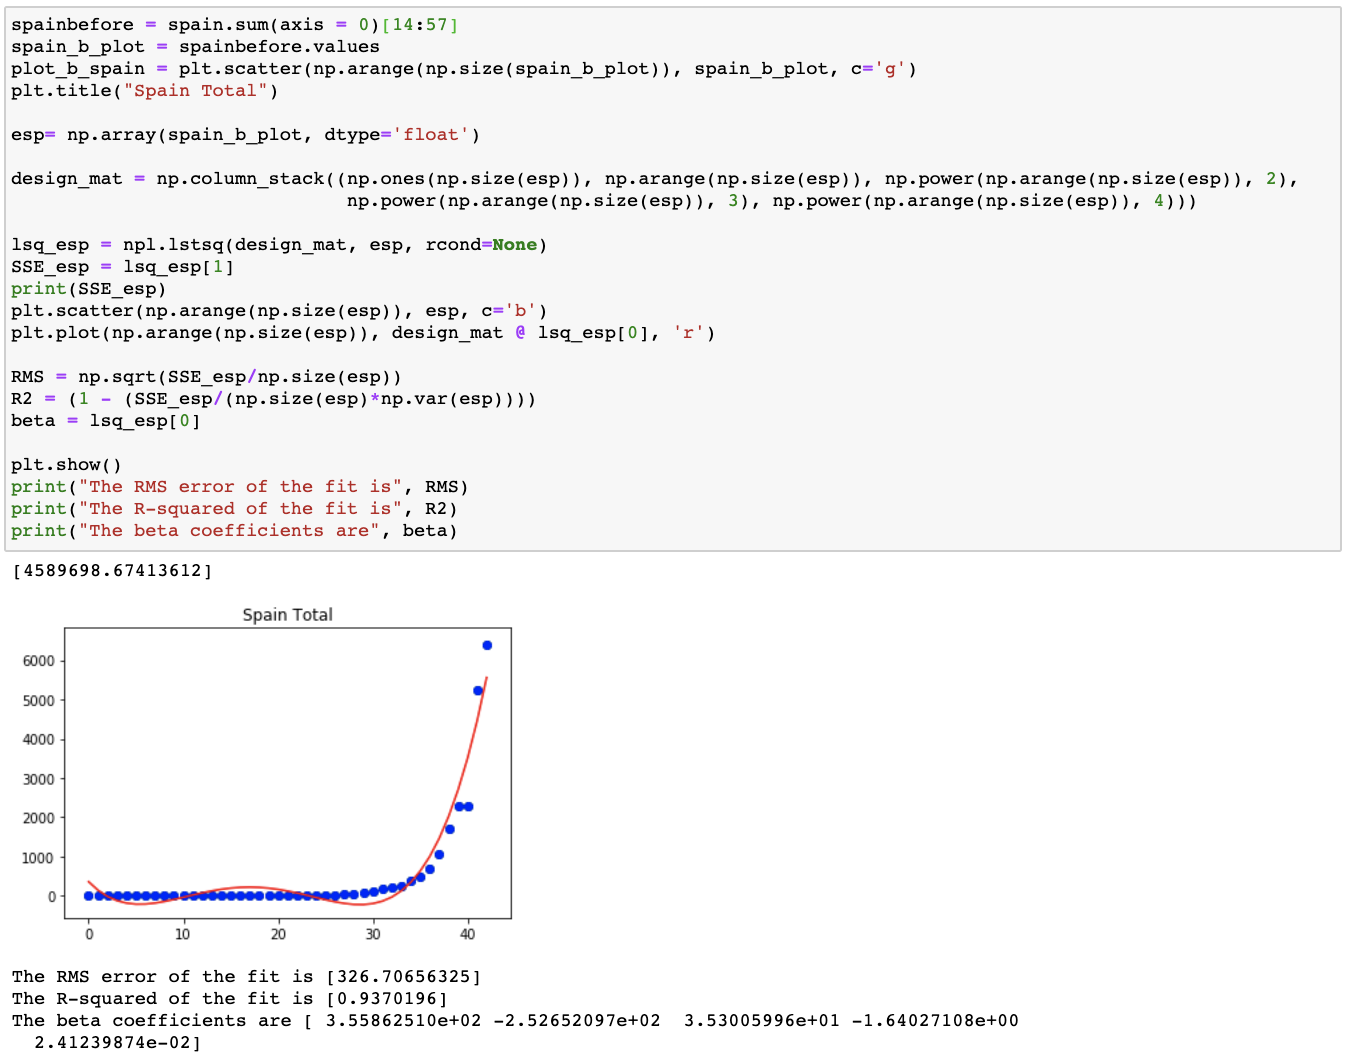 spainbefore = spain.sum(axis = 0)[14:57]
spain_b_plot = spainbefore.values
plot_b_spain = plt.scatter(np.arange(np.size(spain_b_plot)), spain_b_plot, c='g')
plt.title("Spain Total")
esp= np.array(spain_b_plot, dtype='float')
design_mat = np.column_stack((np.ones(np.size(esp)), np.arange(np.size(esp)), np.power(np.arange(np.size(esp)), 2),
np.power(np.arange(np.size(esp)), 3), np.power(np.arange(np.size(esp)), 4)))
lsq_esp = npl.lstsq(design_mat, esp, rcond=None)
SSE_esp = lsq_esp[1]
print(SSE_esp)
plt.scatter(np.arange(np.size(esp)), esp, c='b')
plt.plot(np.arange(np.size(esp)), design_mat @ lsq_esp[0], 'r')
RMS = np.sqrt(SSE_esp/np.size(esp))
R2 = (1 - (SSE_esp/(np.size(esp)*np.var(esp))))
beta = lsq_esp[0]
plt.show()
print("The RMS error of the fit is", RMS)
print("The R-squared of the fit is", R2)
print("The beta coefficients are", beta)
[4589698.67413612]
Spain Total
6000
5000
4000
3000
2000
1000
0
0 10 20 30 40
The RMS error of the fit is [326.70656325]
The R-squared of the fit is [0.9370196]
The beta coefficients are [ 3.55862510e+02 -2.52652097e+02  3.53005996e+01 -1.64027108e+00
2.41239874e-02]